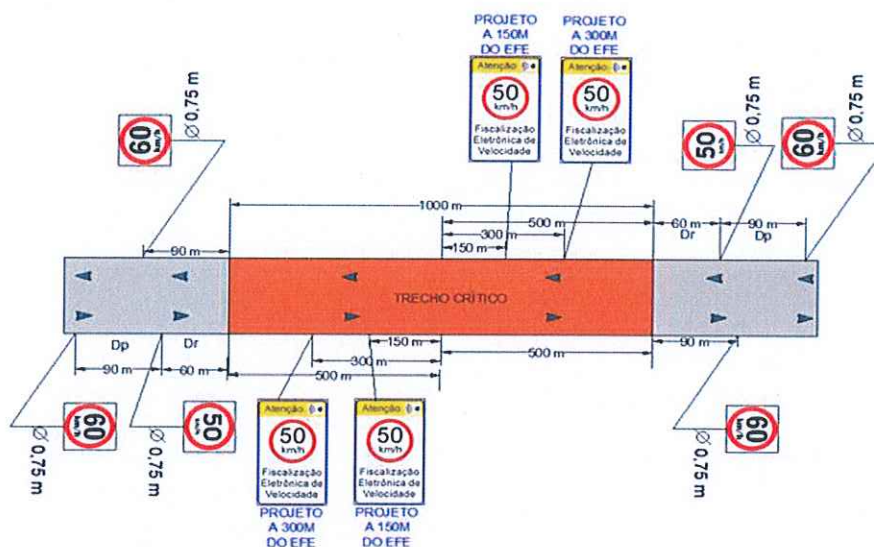 PROJETO
A 150M
DO EFE
PROJETO
A 300M
DO EFE
Atenção
50
km/h
Fiscalização
Eletrônica de
Velocidade
Atenção
50
km/h
Fiscalização
Eletrônica de
Velocidade
60
km/h
Ø 0,75 m
50
km/h
Ø 0,75 m
60
km/h
Ø 0,75 m
1000 m
500 m
60 m
90 m
Dr
Dp
300 m
150 m
90 m
TRECHO CRÍTICO
Dp
Dr
90 m
60 m
150 m
300 m
500 m
500 m
90 m
60
km/h
Ø 0,75 m
50
km/h
Ø 0,75 m
Atenção
50
km/h
Fiscalização
Eletrônica de
Velocidade
PROJETO
A 300M
DO EFE
Atenção
50
km/h
Fiscalização
Eletrônica de
Velocidade
PROJETO
A 150M
DO EFE
Ø 0,75 m
60
km/h